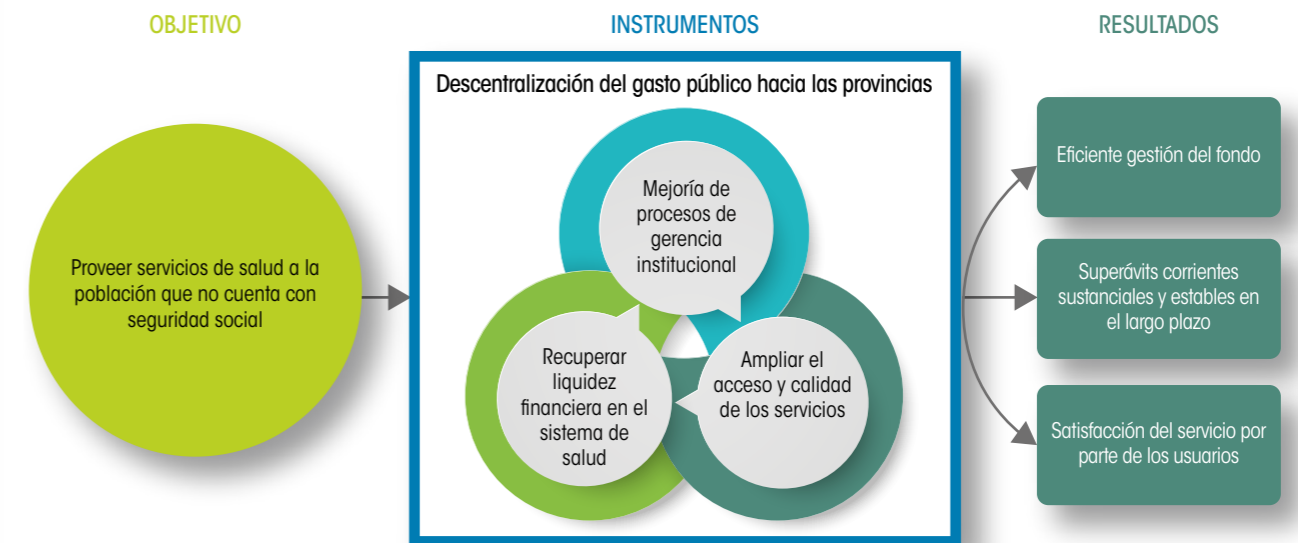 OBJETIVO
INSTRUMENTOS
RESULTADOS
Proveer servicios de salud a la
población que no cuenta con
seguridad social
Descentralización del gasto público hacia las provincias
Mejoría de
procesos de
gerencia
institucional
Recuperar
liquidez
financiera en el
sistema de
salud
Ampliar el
acceso y calidad
de los servicios
Eficiente gestión del fondo
Superávits corrientes
sustanciales y estables en
el largo plazo
Satisfacción del servicio por
parte de los usuarios